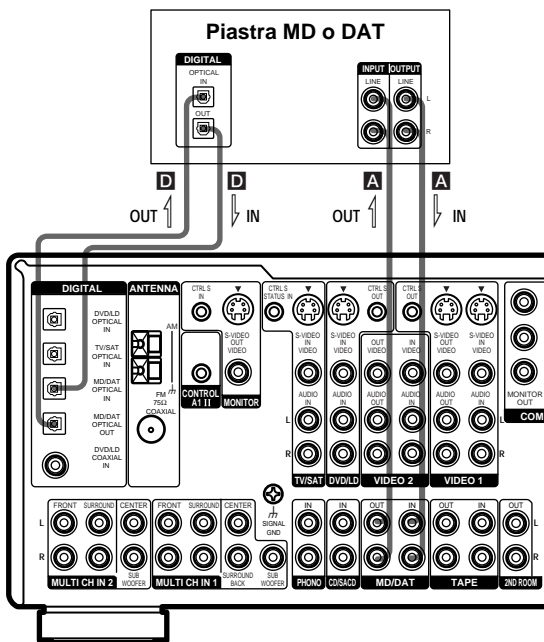 Piastra MD o DAT
DIGITAL
OPTICAL
IN
OUT
INPUT OUTPUT
LINE LINE
L
R
D D A A
OUT IN OUT IN
DIGITAL
DVD/LD
OPTICAL
IN
TV/SAT
OPTICAL
IN
MD/DAT
OPTICAL
IN
MD/DAT
OPTICAL
OUT
DVD/LD
COAXIAL
IN
ANTENNA
AM
FM
75Ω
COAXIAL
CTRL S
IN
S-VIDEO
OUT
VIDEO
CONTROL
A1 II
MONITOR
CTRL S
STATUS IN
S-VIDEO
IN
VIDEO
AUDIO
IN
L
R
TV/SAT
S-VIDEO
IN
VIDEO
AUDIO
IN
DVD/LD
CTRL S
OUT
OUT
VIDEO
AUDIO
OUT
CTRL S
OUT
IN
VIDEO
AUDIO
IN
VIDEO 2
S-VIDEO
OUT
VIDEO
AUDIO
OUT
S-VIDEO
IN
VIDEO
AUDIO
IN
L
R
VIDEO 1
MONITOR
OUT
COM
L
R
FRONT SURROUND CENTER
SUB
WOOFER
MULTI CH IN 2
FRONT SURROUND CENTER
SURROUND
BACK
SUB
WOOFER
MULTI CH IN 1
SIGNAL
GND
IN
PHONO
IN
CD/SACD
OUT IN
MD/DAT
OUT IN
TAPE
OUT
2ND ROOM